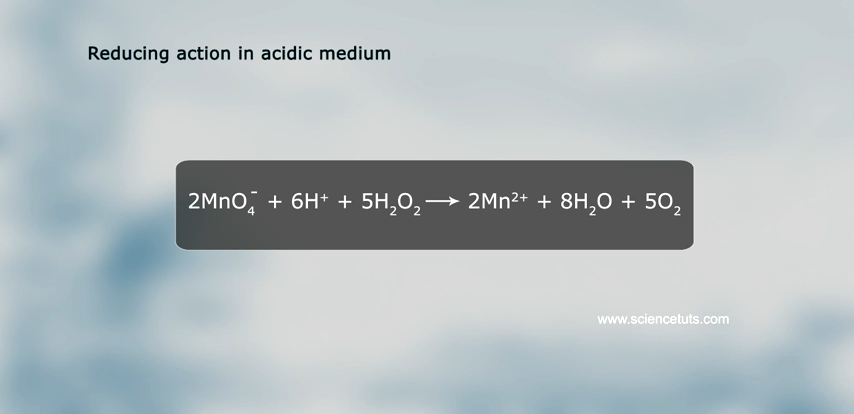 Reducing action in acidic medium
2MnO₄⁻ + 6H⁺ + 5H₂O₂ ⟶ 2Mn²⁺ + 8H₂O + 5O₂
www.sciencetuts.com